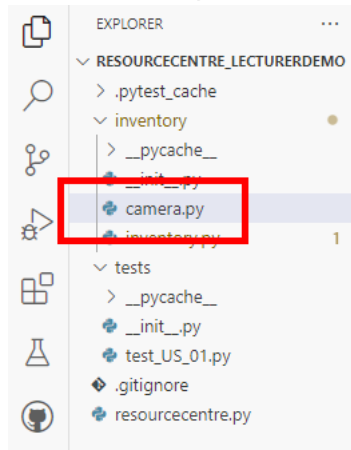 EXPLORER ...
RESOURCECENTRE_LECTURERDEMO
.pytest_cache
inventory
__pycache__
__init__.py
camera.py
inventory.py 1
tests
__pycache__
__init__.py
test_US_01.py
.gitignore
resourcecentre.py